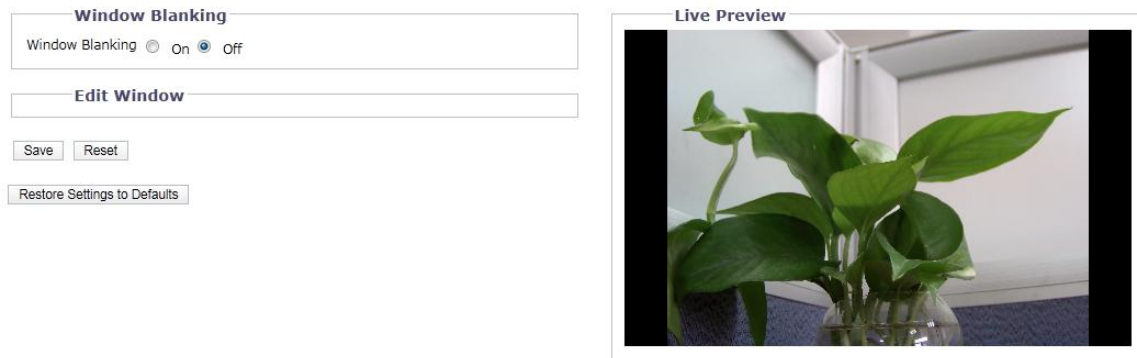 Window Blanking
Window Blanking On Off
Edit Window
Save Reset
Restore Settings to Defaults
Live Preview